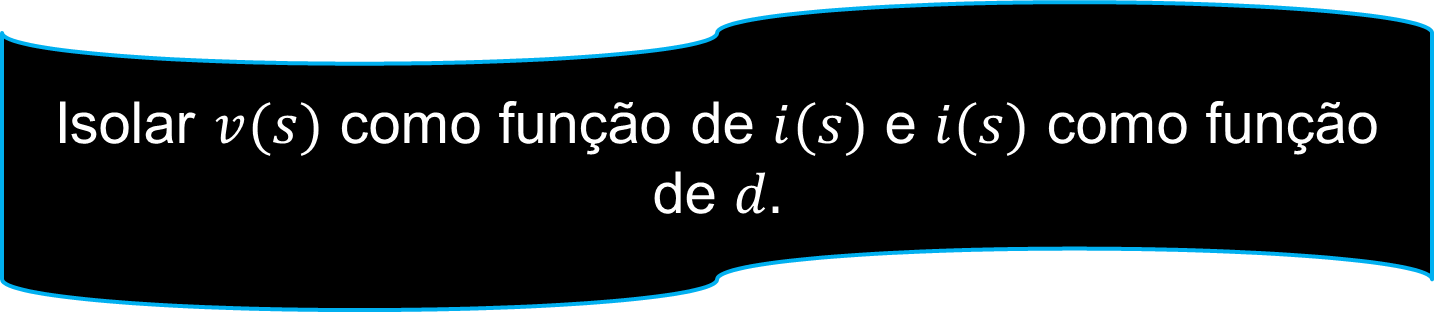 Isolar v(s) como função de i(s) e i(s) como função
de d.